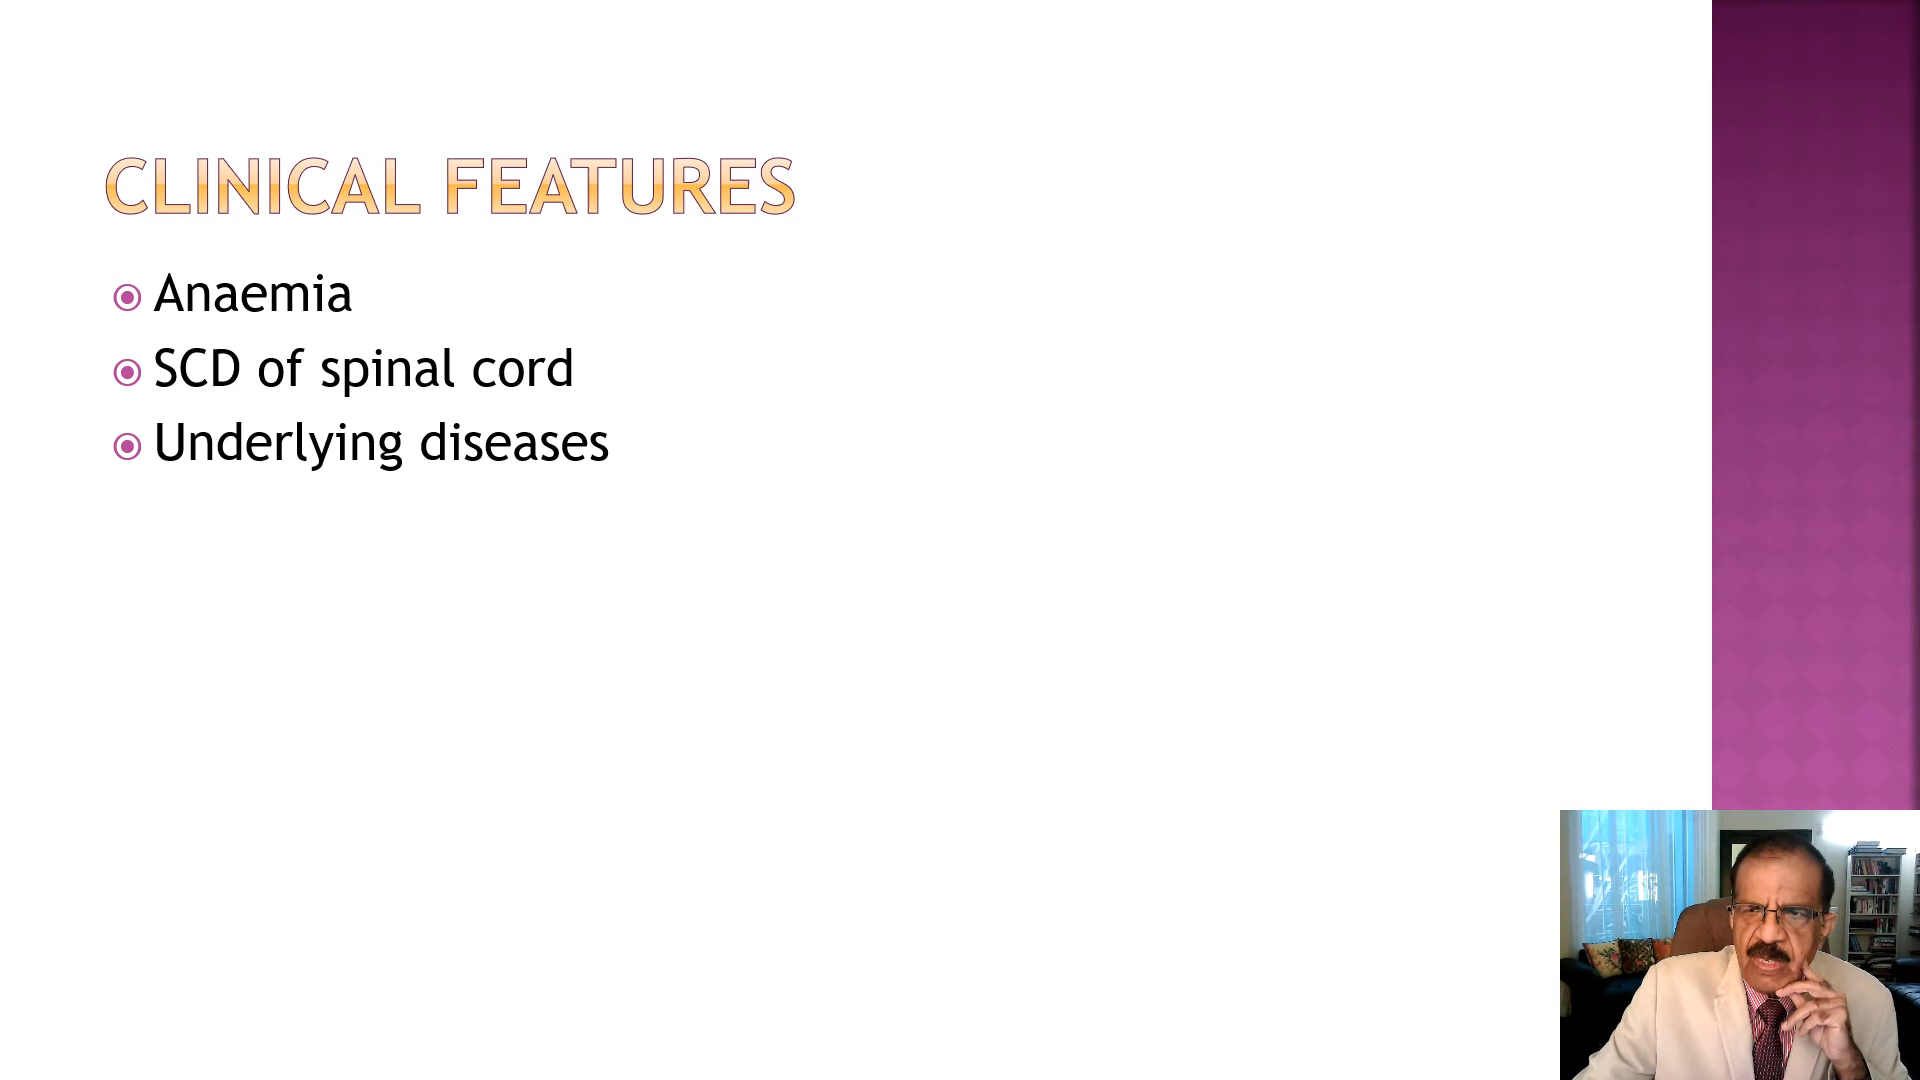 CLINICAL FEATURES
Anaemia
SCD of spinal cord
Underlying diseases